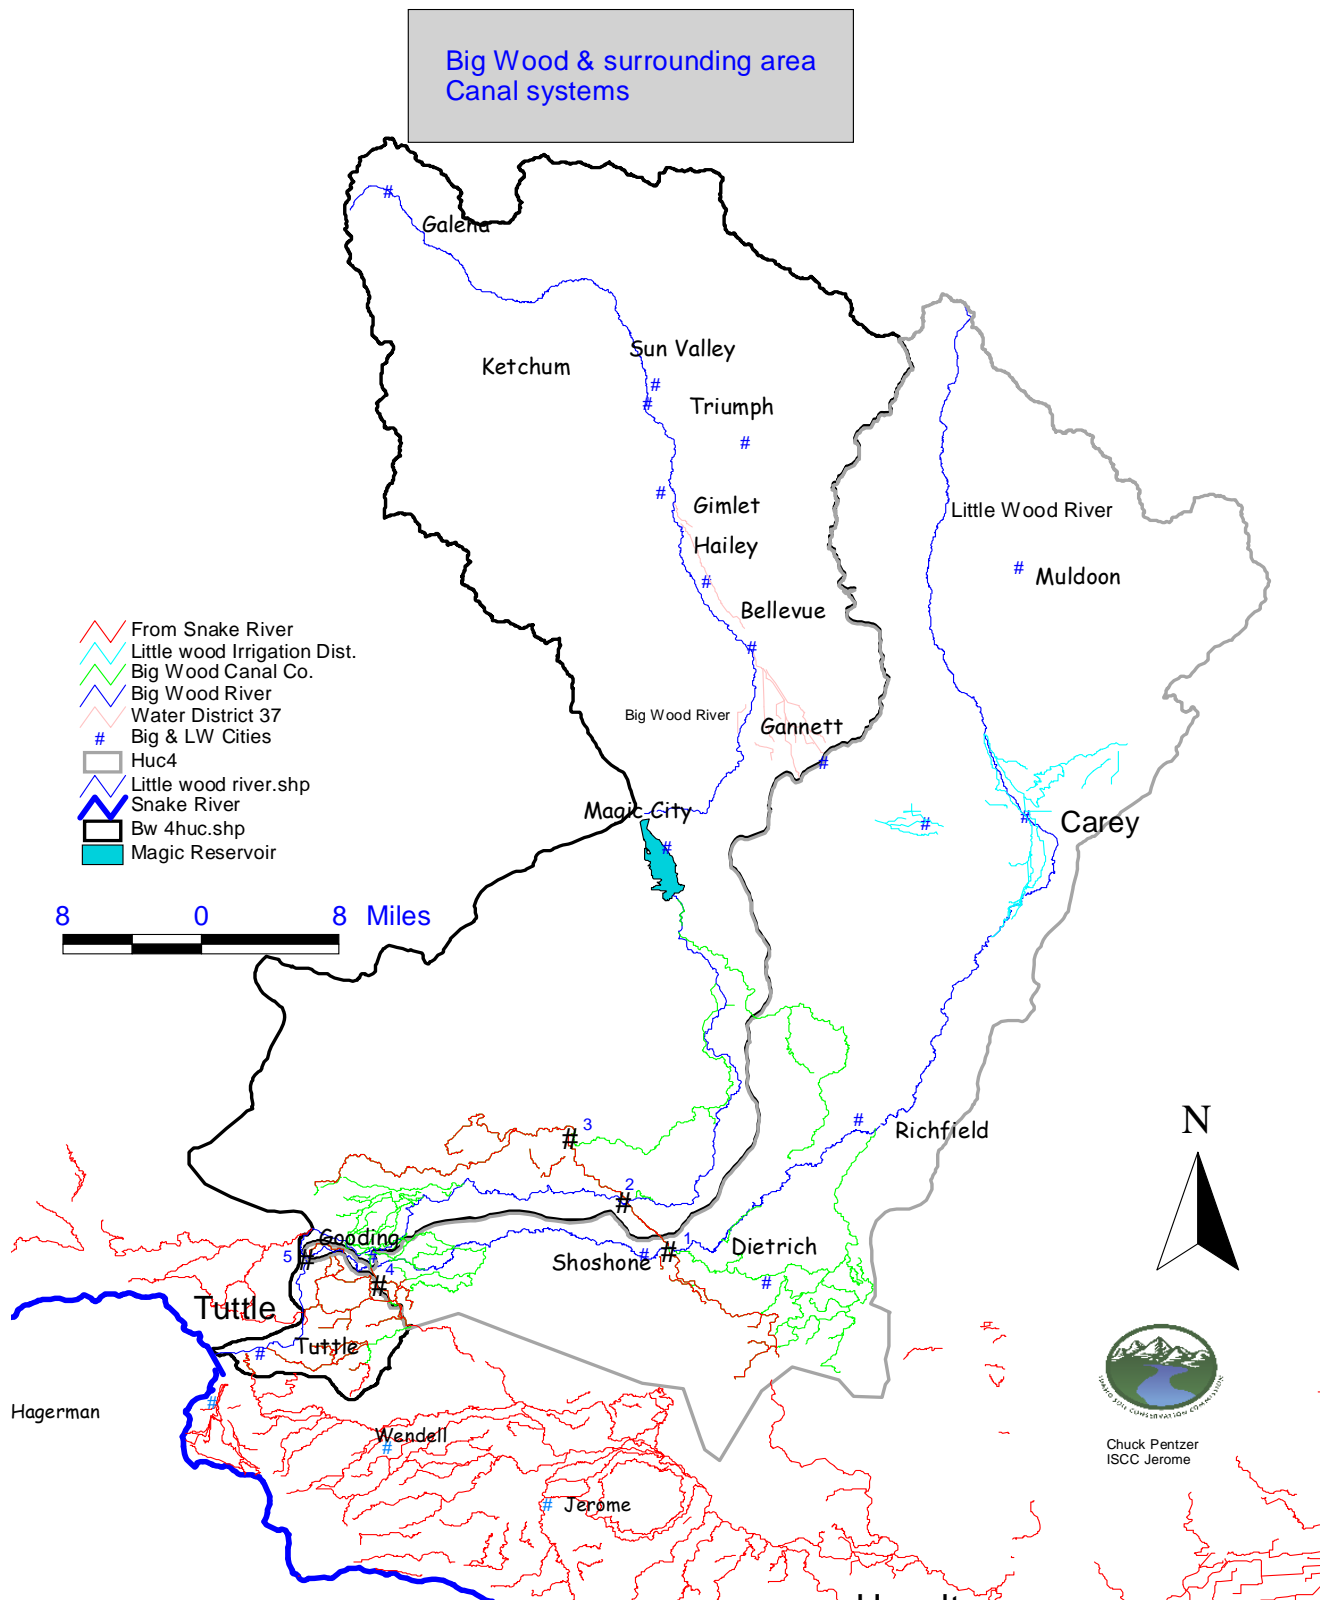 Big Wood & surrounding area
Canal systems
Galena
Sun Valley
Ketchum
Triumph
Gimlet
Little Wood River
Hailey
Muldoon
Bellevue
From Snake River
Little wood Irrigation Dist.
Big Wood Canal Co.
Big Wood River
Water District 37
# Big & LW Cities
Huc4
Little wood river.shp
Snake River
Bw 4huc.shp
Magic Reservoir
Big Wood River
Gannett
Magic City
Carey
8 0 8 Miles
N
3
Richfield
2
Gooding
1
Dietrich
5
Shoshone
4
Tuttle
Tuttle
Hagerman
Wendell
IDAHO SOIL CONSERVATION COMMISSION
Chuck Pentzer
ISCC Jerome
Jerome